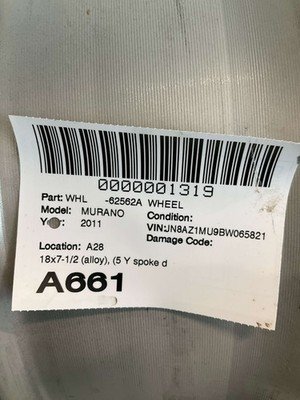 0000001319
Part: WHL -62562A WHEEL
Model: MURANO Condition:
2011 VIN:JN8AZ1MU9BW065821
Damage Code:
Location: A28
18x7-1/2 (alloy), (5 Y spoke d
A661